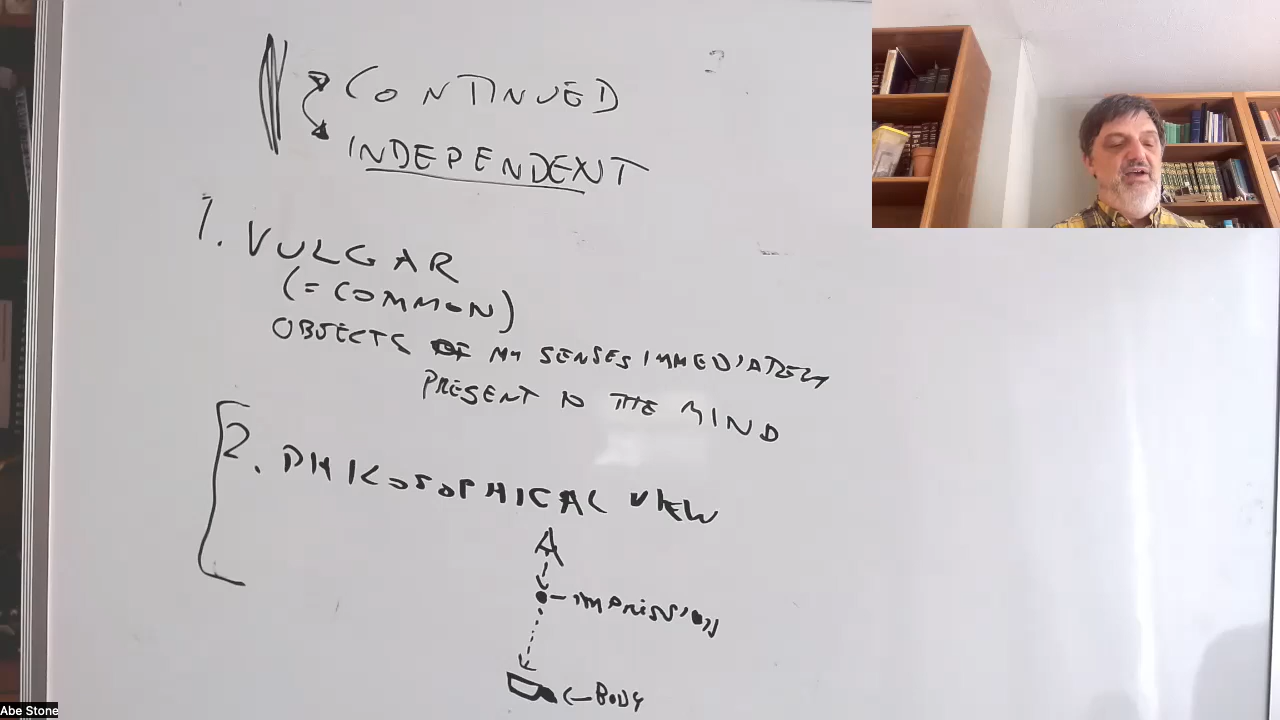 CONTINUED
INDEPENDENT
1. VULGAR
(= COMMON)
OBJECTS OF MY SENSES IMMEDIATELY
PRESENT TO THE MIND
2. PHILOSOPHICAL VIEW
A
IMPRESSION
BODY
Abe Stone